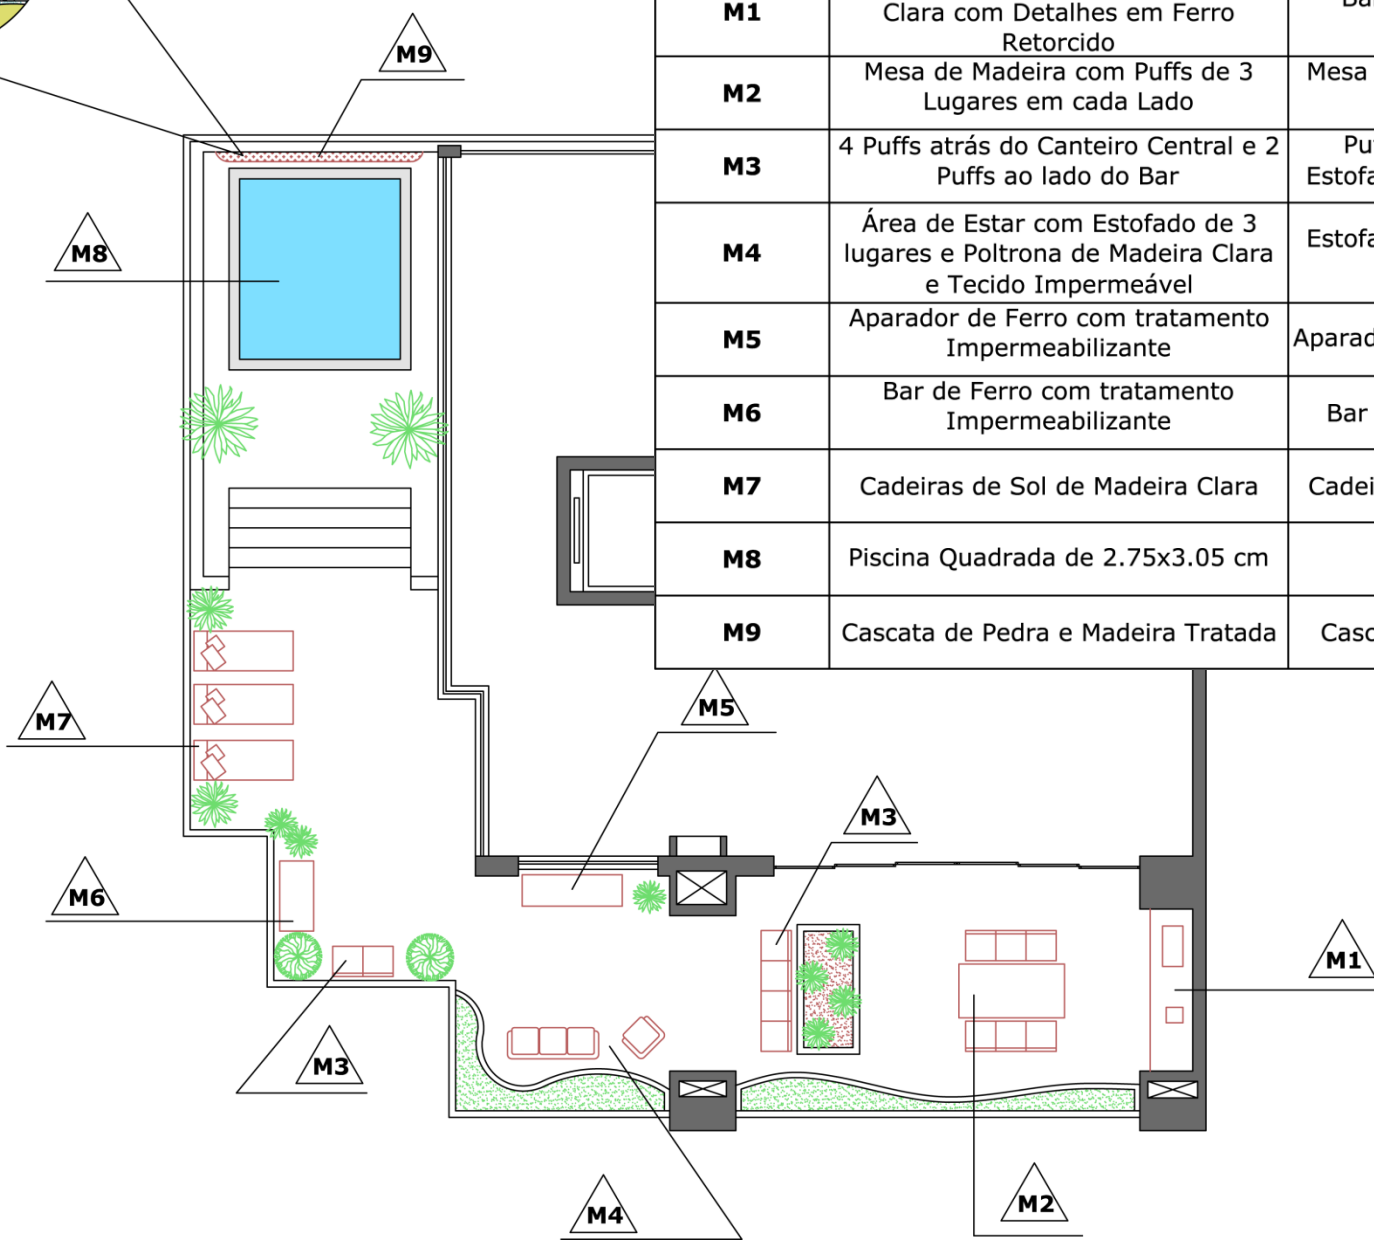 M1
Clara com Detalhes em Ferro
Retorcido
M2
Mesa de Madeira com Puffs de 3
Lugares em cada Lado
Mesa
M3
4 Puffs atrás do Canteiro Central e 2
Puffs ao lado do Bar
M4
Área de Estar com Estofado de 3
lugares e Poltrona de Madeira Clara
e Tecido Impermeável
M5
Aparador de Ferro com tratamento
Impermeabilizante
M6
Bar de Ferro com tratamento
Impermeabilizante
Bar
M7
Cadeiras de Sol de Madeira Clara
M8
Piscina Quadrada de 2.75x3.05 cm
M9
Cascata de Pedra e Madeira Tratada
M9
M8
M7
M5
M3
M6
M1
M3
M4
M2